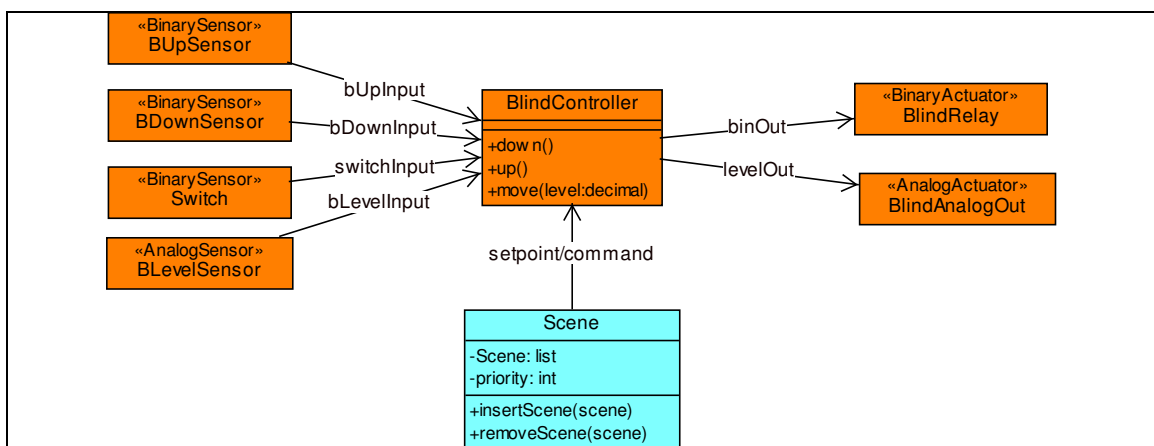 «BinarySensor»
BUpSensor
bUpInput
«BinarySensor»
BDownSensor
bDownInput
«BinarySensor»
Switch
switchInput
«AnalogSensor»
BLevelSensor
bLevelInput
BlindController
+down()
+up()
+move(level:decimal)
binOut
«BinaryActuator»
BlindRelay
levelOut
«AnalogActuator»
BlindAnalogOut
setpoint/command
Scene
-Scene: list
-priority: int
+insertScene(scene)
+removeScene(scene)